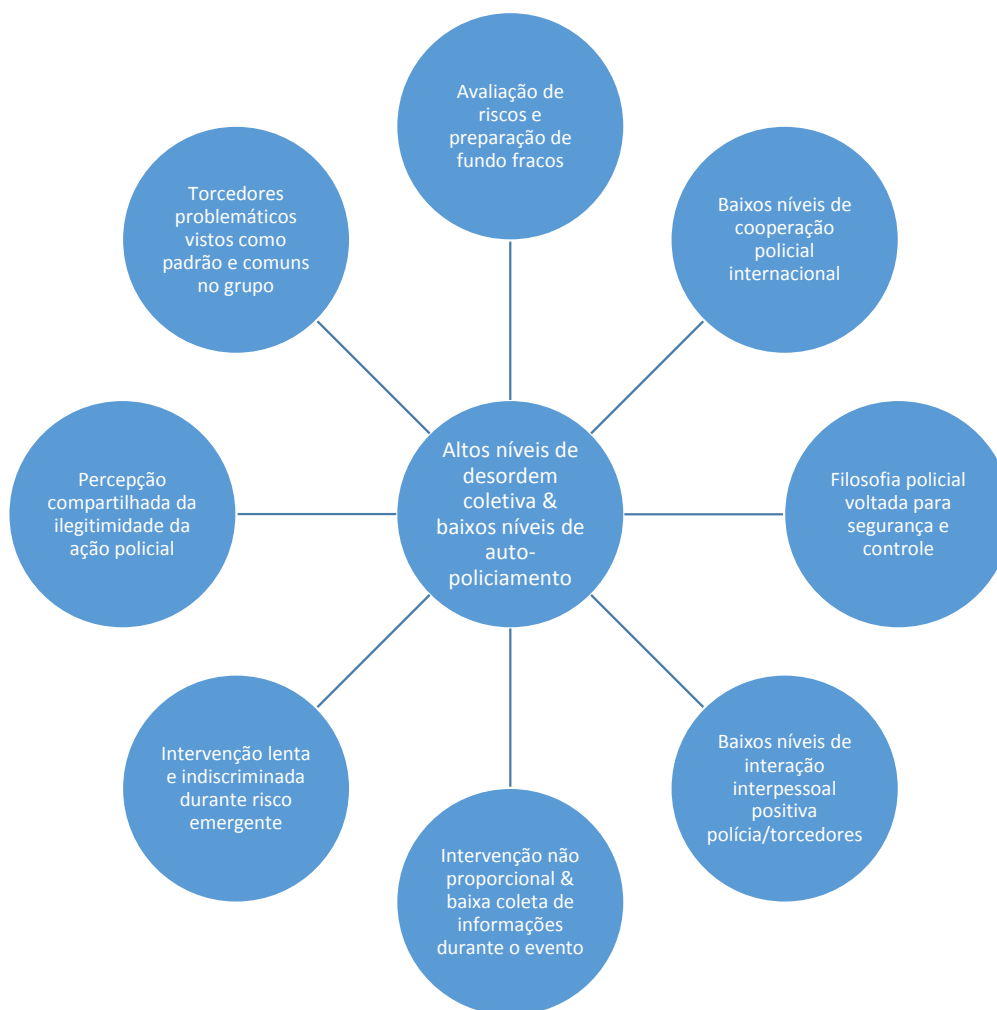 Avaliação de
riscos e
preparação de
fundo fracos
Torcedores
problemáticos
vistos como
padrão e comuns
no grupo
Baixos níveis de
cooperação
policial
internacional
Percepção
compartilhada da
ilegitimidade da
ação policial
Altos níveis de
desordem
coletiva &
baixos níveis de
auto-
policiamento
Filosofia policial
voltada para
segurança e
controle
Intervenção lenta
e indiscriminada
durante risco
emergente
Baixos níveis de
interação
interpessoal
positiva
polícia/torcedores
Intervenção não
proporcional &
baixa coleta de
informações
durante o evento